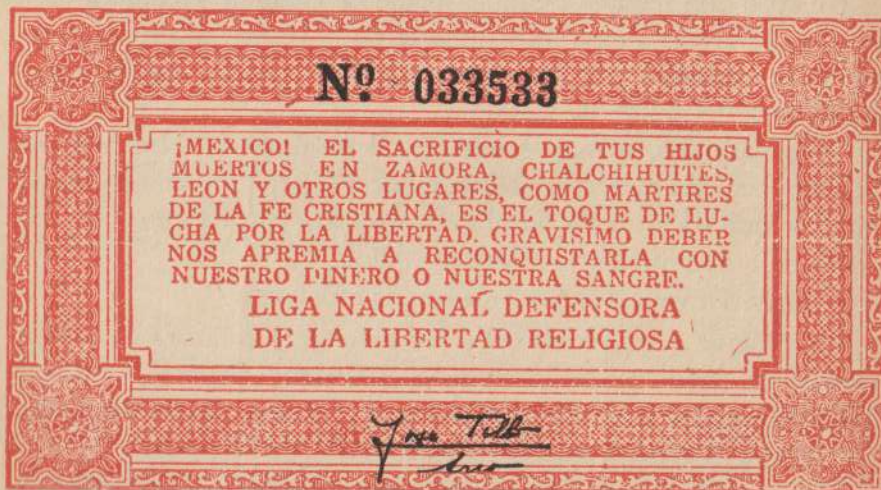 Nº 033533
¡MEXICO! EL SACRIFICIO DE TUS HIJOS
MUERTOS EN ZAMORA, CHALCHIHUITES,
LEON Y OTROS LUGARES, COMO MARTIRES
DE LA FE CRISTIANA, ES EL TOQUE DE LU-
CHA POR LA LIBERTAD. GRAVISIMO DEBER
NOS APREMIA A RECONQUISTARLA CON
NUESTRO DINERO O NUESTRA SANGRE.
LIGA NACIONAL DEFENSORA
DE LA LIBERTAD RELIGIOSA